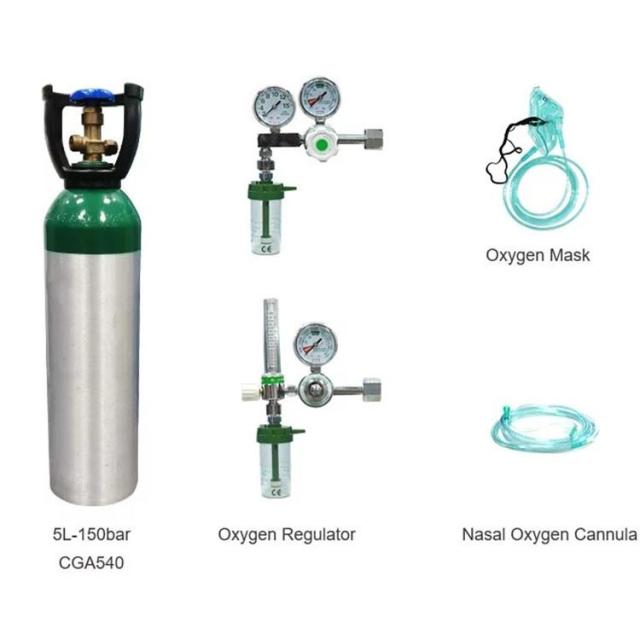 Oxygen Mask
5L-150bar
CGA540
Oxygen Regulator
Nasal Oxygen Cannula